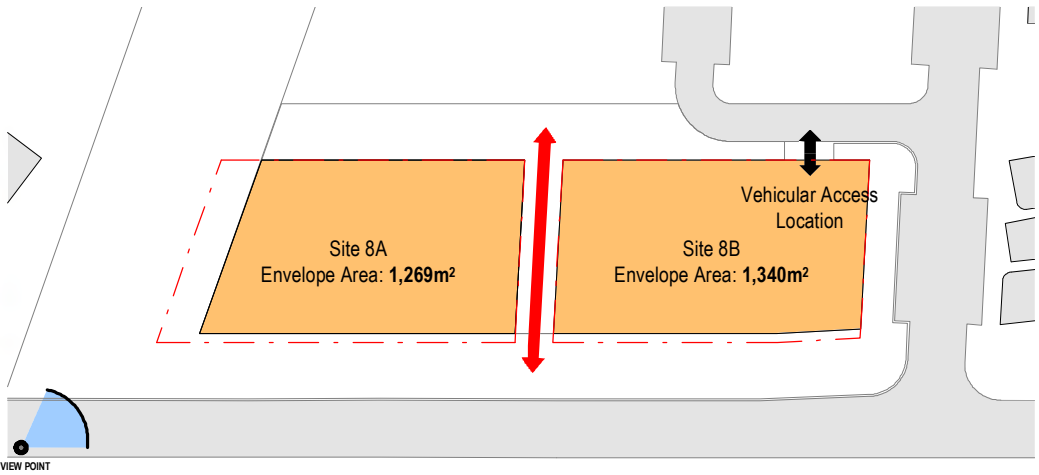 Vehicular Access
Location
Site 8A
Envelope Area: 1,269m²
Site 8B
Envelope Area: 1,340m²
VIEW POINT